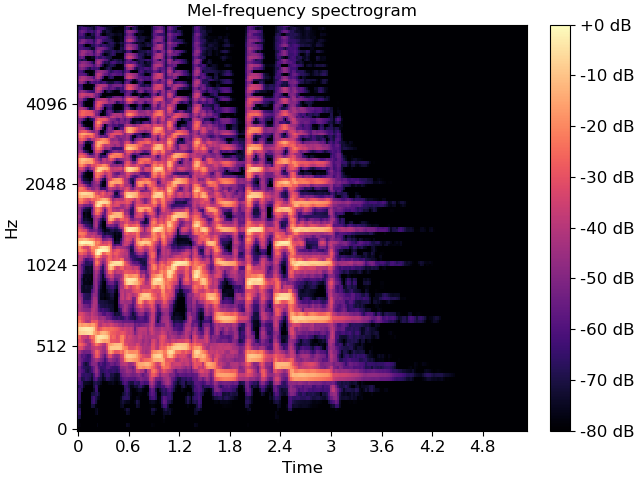 Mel-frequency spectrogram
+0 dB
-10 dB
-20 dB
-30 dB
-40 dB
-50 dB
-60 dB
-70 dB
-80 dB
Hz
4096
2048
1024
512
0
0 0.6 1.2 1.8 2.4 3 3.6 4.2 4.8
Time